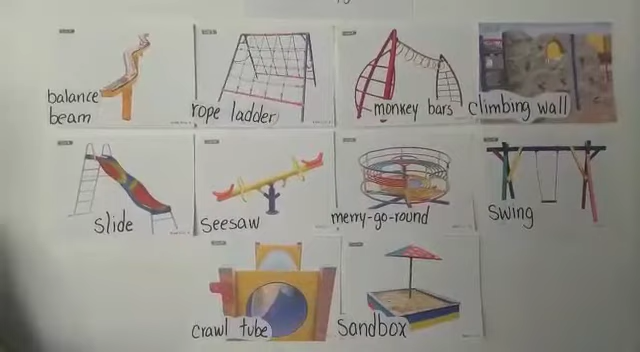 balance
beam
rope ladder
monkey bars
climbing wall
slide
seesaw
merry-go-round
swing
crawl tube
sandbox